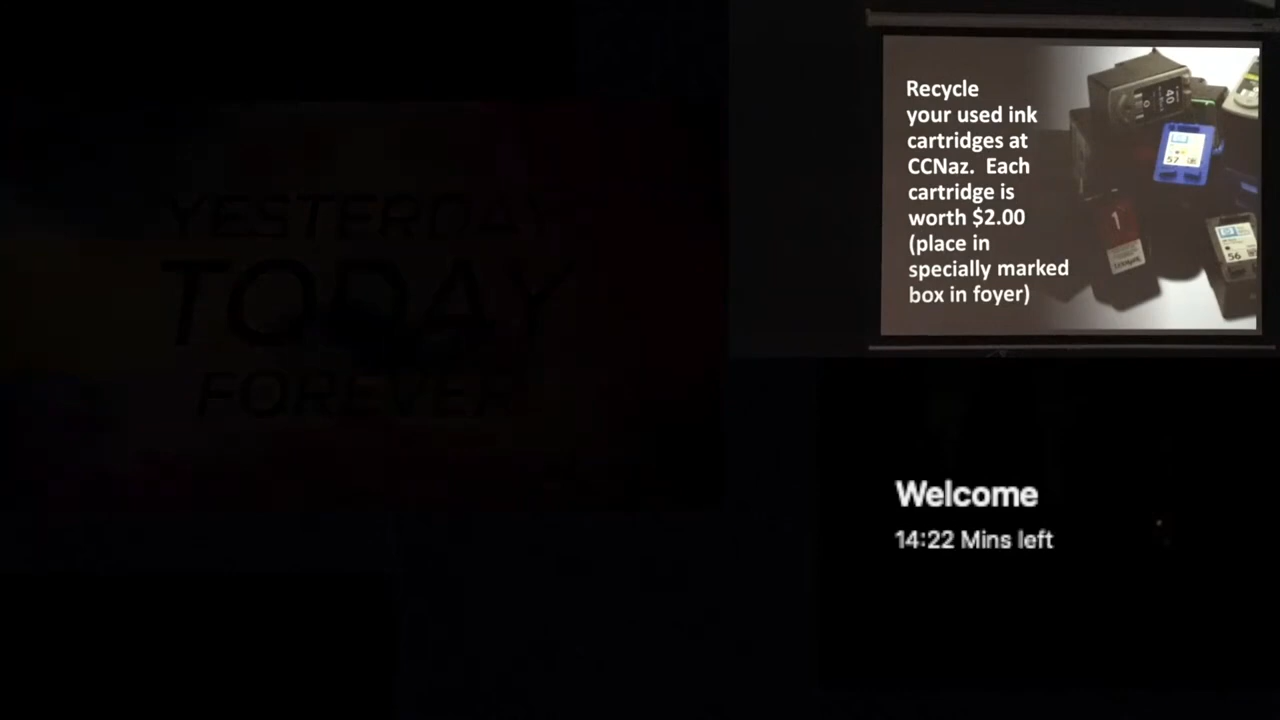 YESTERDAY
TODAY
FOREVER
Recycle
your used ink
cartridges at
CCNaz. Each
cartridge is
worth $2.00
(place in
specially marked
box in foyer)
40
57
1
56
Welcome
14:22 Mins left